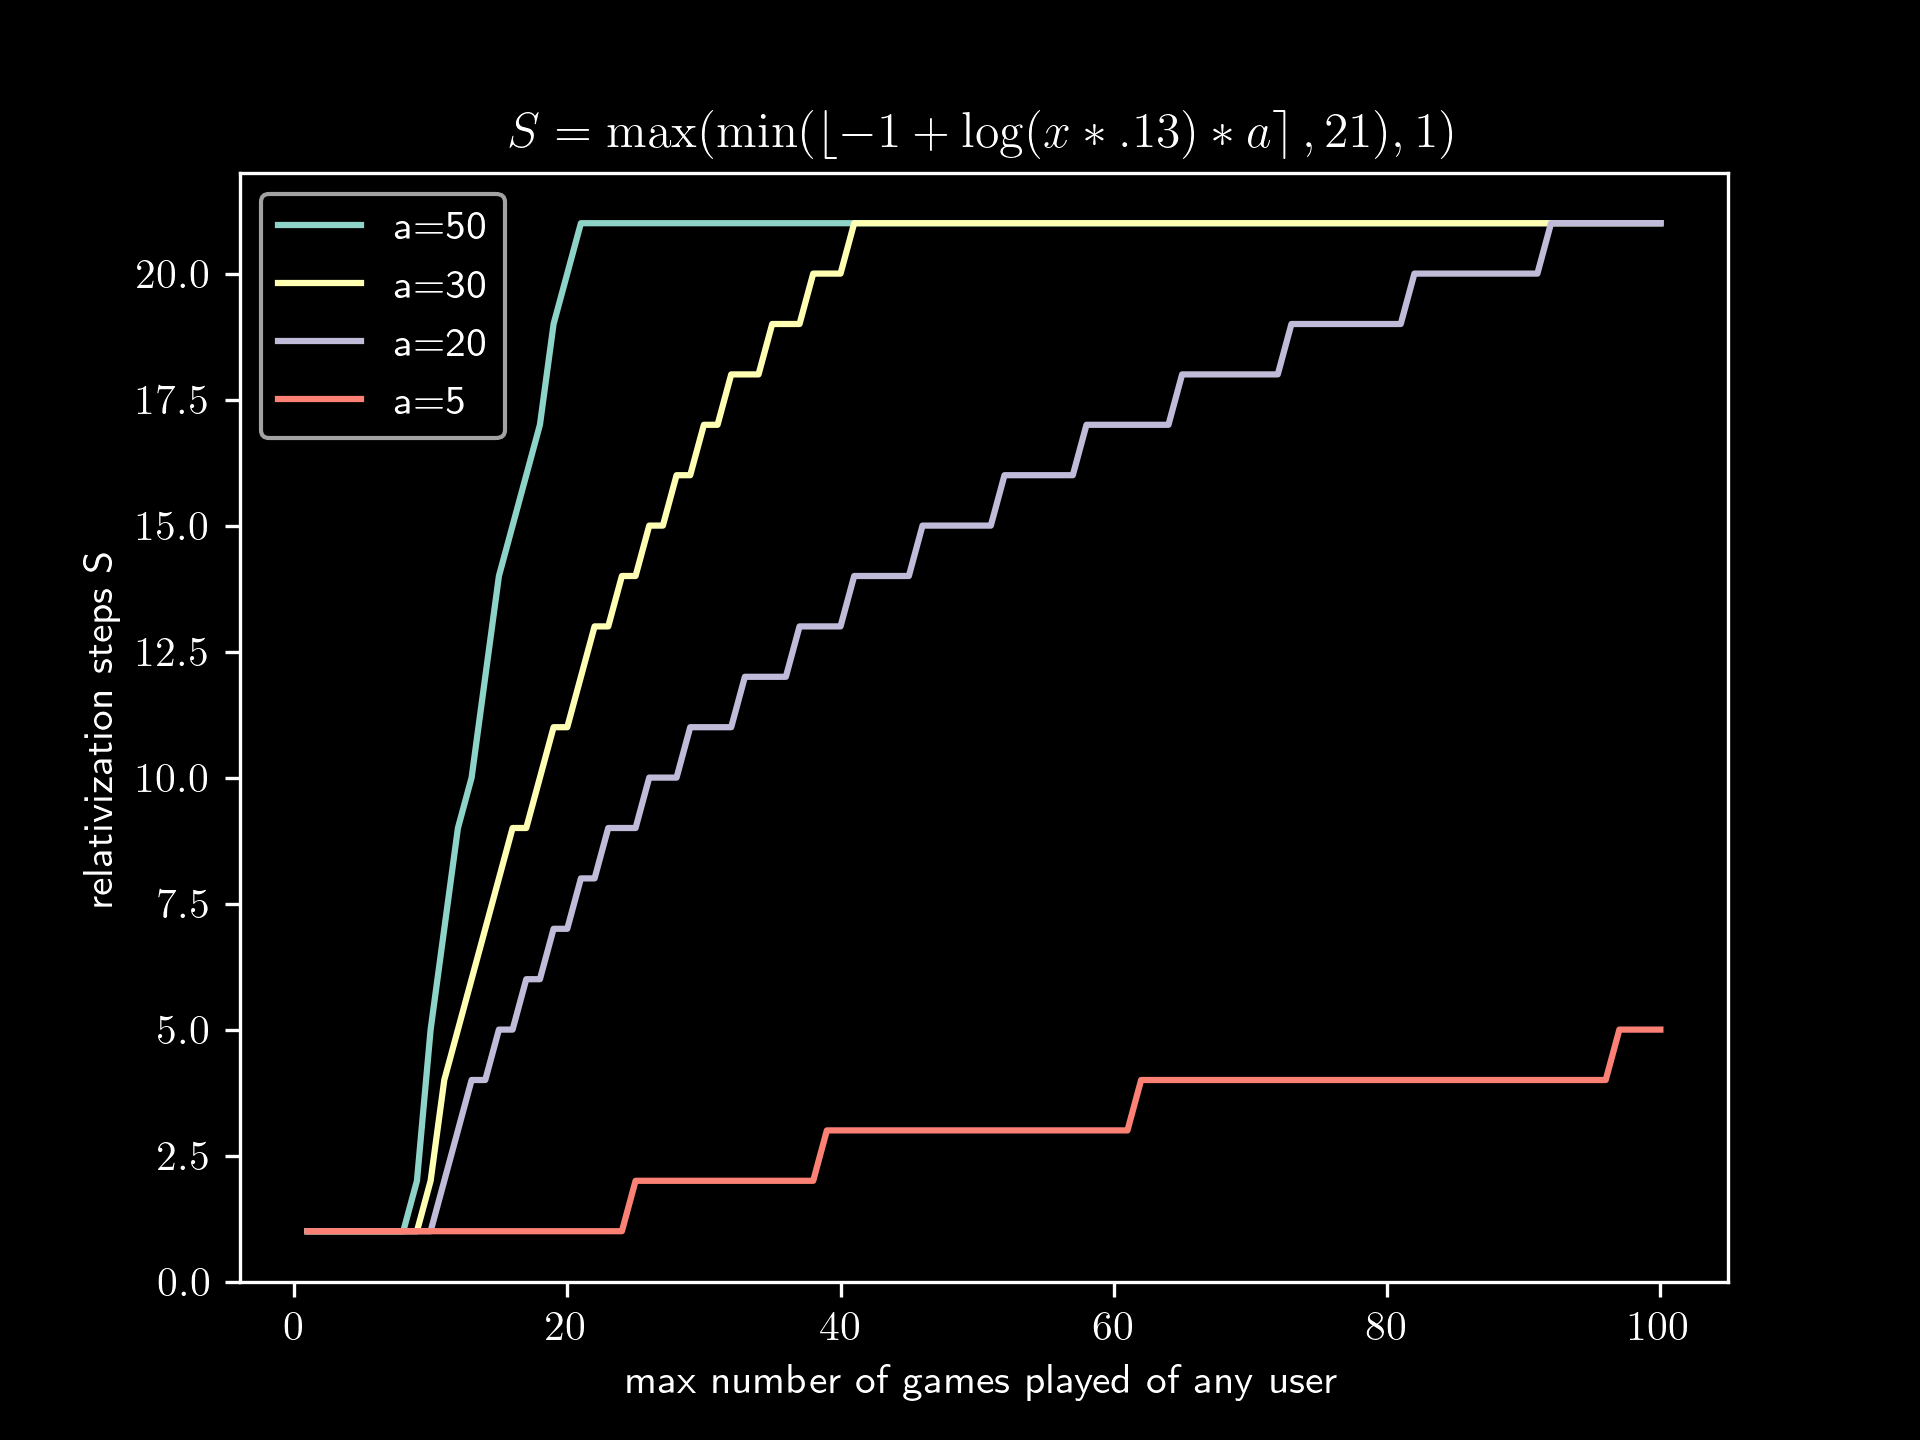 S = max(min(⌊−1 + log(x ∗ .13) ∗ a⌉ , 21), 1)
a=50
a=30
a=20
a=5
20.0
17.5
15.0
12.5
10.0
7.5
5.0
2.5
0.0
relativization steps S
0 20 40 60 80 100
max number of games played of any user